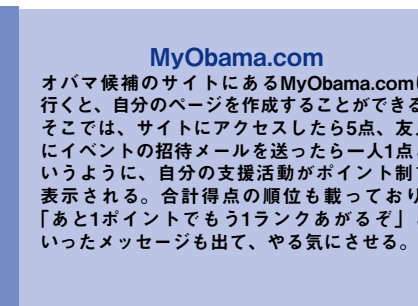 MyObama.com
オバマ候補のサイトにあるMyObama.com
行くと、自分のページを作成することができる
そこでは、サイトにアクセスしたら5点、友
にイベントの招待メールを送ったら一人1点
いうように、自分の支援活動がポイント制
表示される。合計得点の順位も載っており
「あと1ポイントでもう1ランクあがるぞ」
いったメッセージも出て、やる気にさせる。